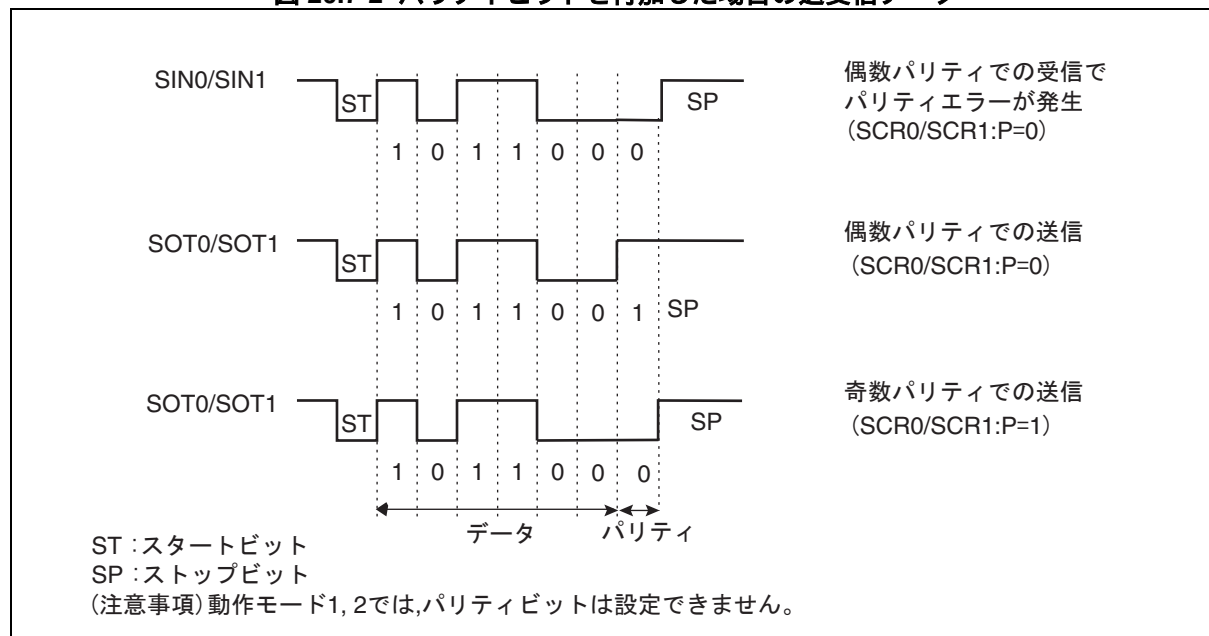 SIN0/SIN1
ST
SP
偶数パリティでの受信で
パリティエラーが発生
(SCR0/SCR1:P=0)
1 0 1 1 0 0 0
SOT0/SOT1
ST
偶数パリティでの送信
(SCR0/SCR1:P=0)
1 0 1 1 0 0 1 SP
SOT0/SOT1
ST
SP
奇数パリティでの送信
(SCR0/SCR1:P=1)
1 0 1 1 0 0 0
データ パリティ
ST :スタートビット
SP :ストップビット
(注意事項)動作モード1, 2では,パリティビットは設定できません。